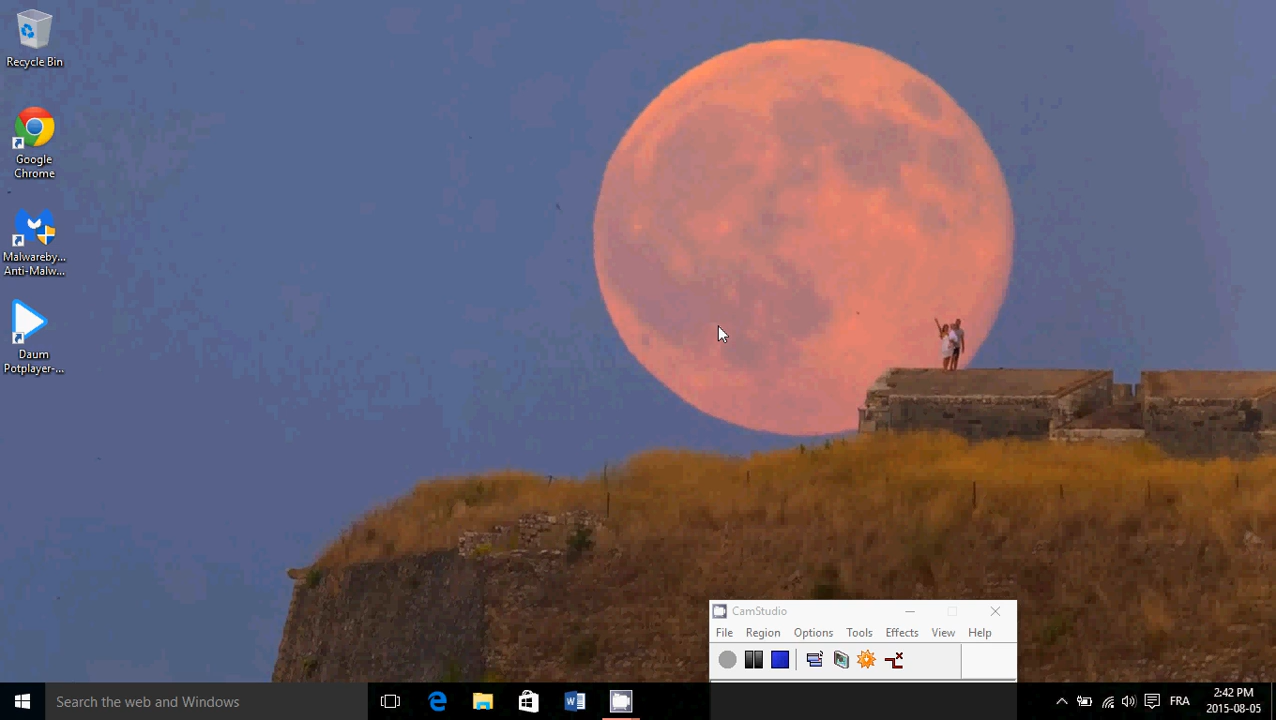 Recycle Bin
Google
Chrome
Malwareby...
Anti-Malw...
Daum
Potplayer-...
CamStudio
File Region Options Tools Effects View Help
Search the web and Windows
FRA
2:42 PM
2015-08-05